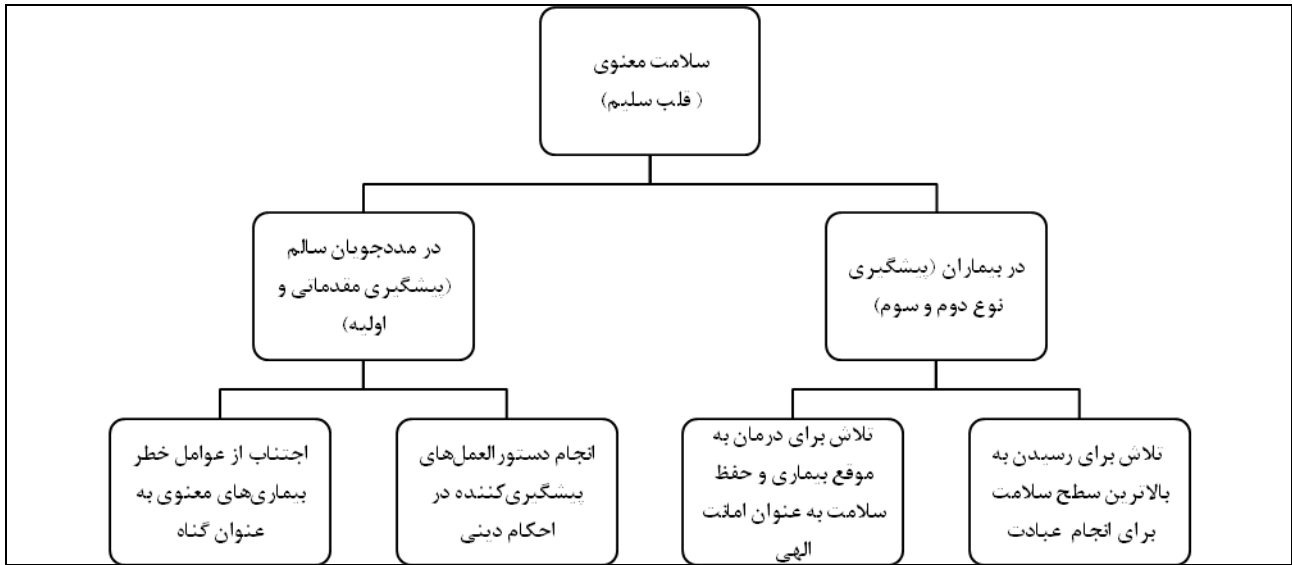 سلامت معنوی
( قلب سلیم)
در بیماران (پیشگیری
نوع دوم و سوم)
در مددجویان سالم
(پیشگیری مقدماتی و
اولیه)
تلاش برای رسیدن به
بالاترین سطح سلامت
برای انجام عبادت
تلاش برای درمان به
موقع بیماری و حفظ
سلامت به عنوان امانت
الهی
انجام دستورالعمل‌های
پیشگیری‌کننده در
احکام دینی
اجتناب از عوامل خطر
بیماری‌های معنوی به
عنوان گناه